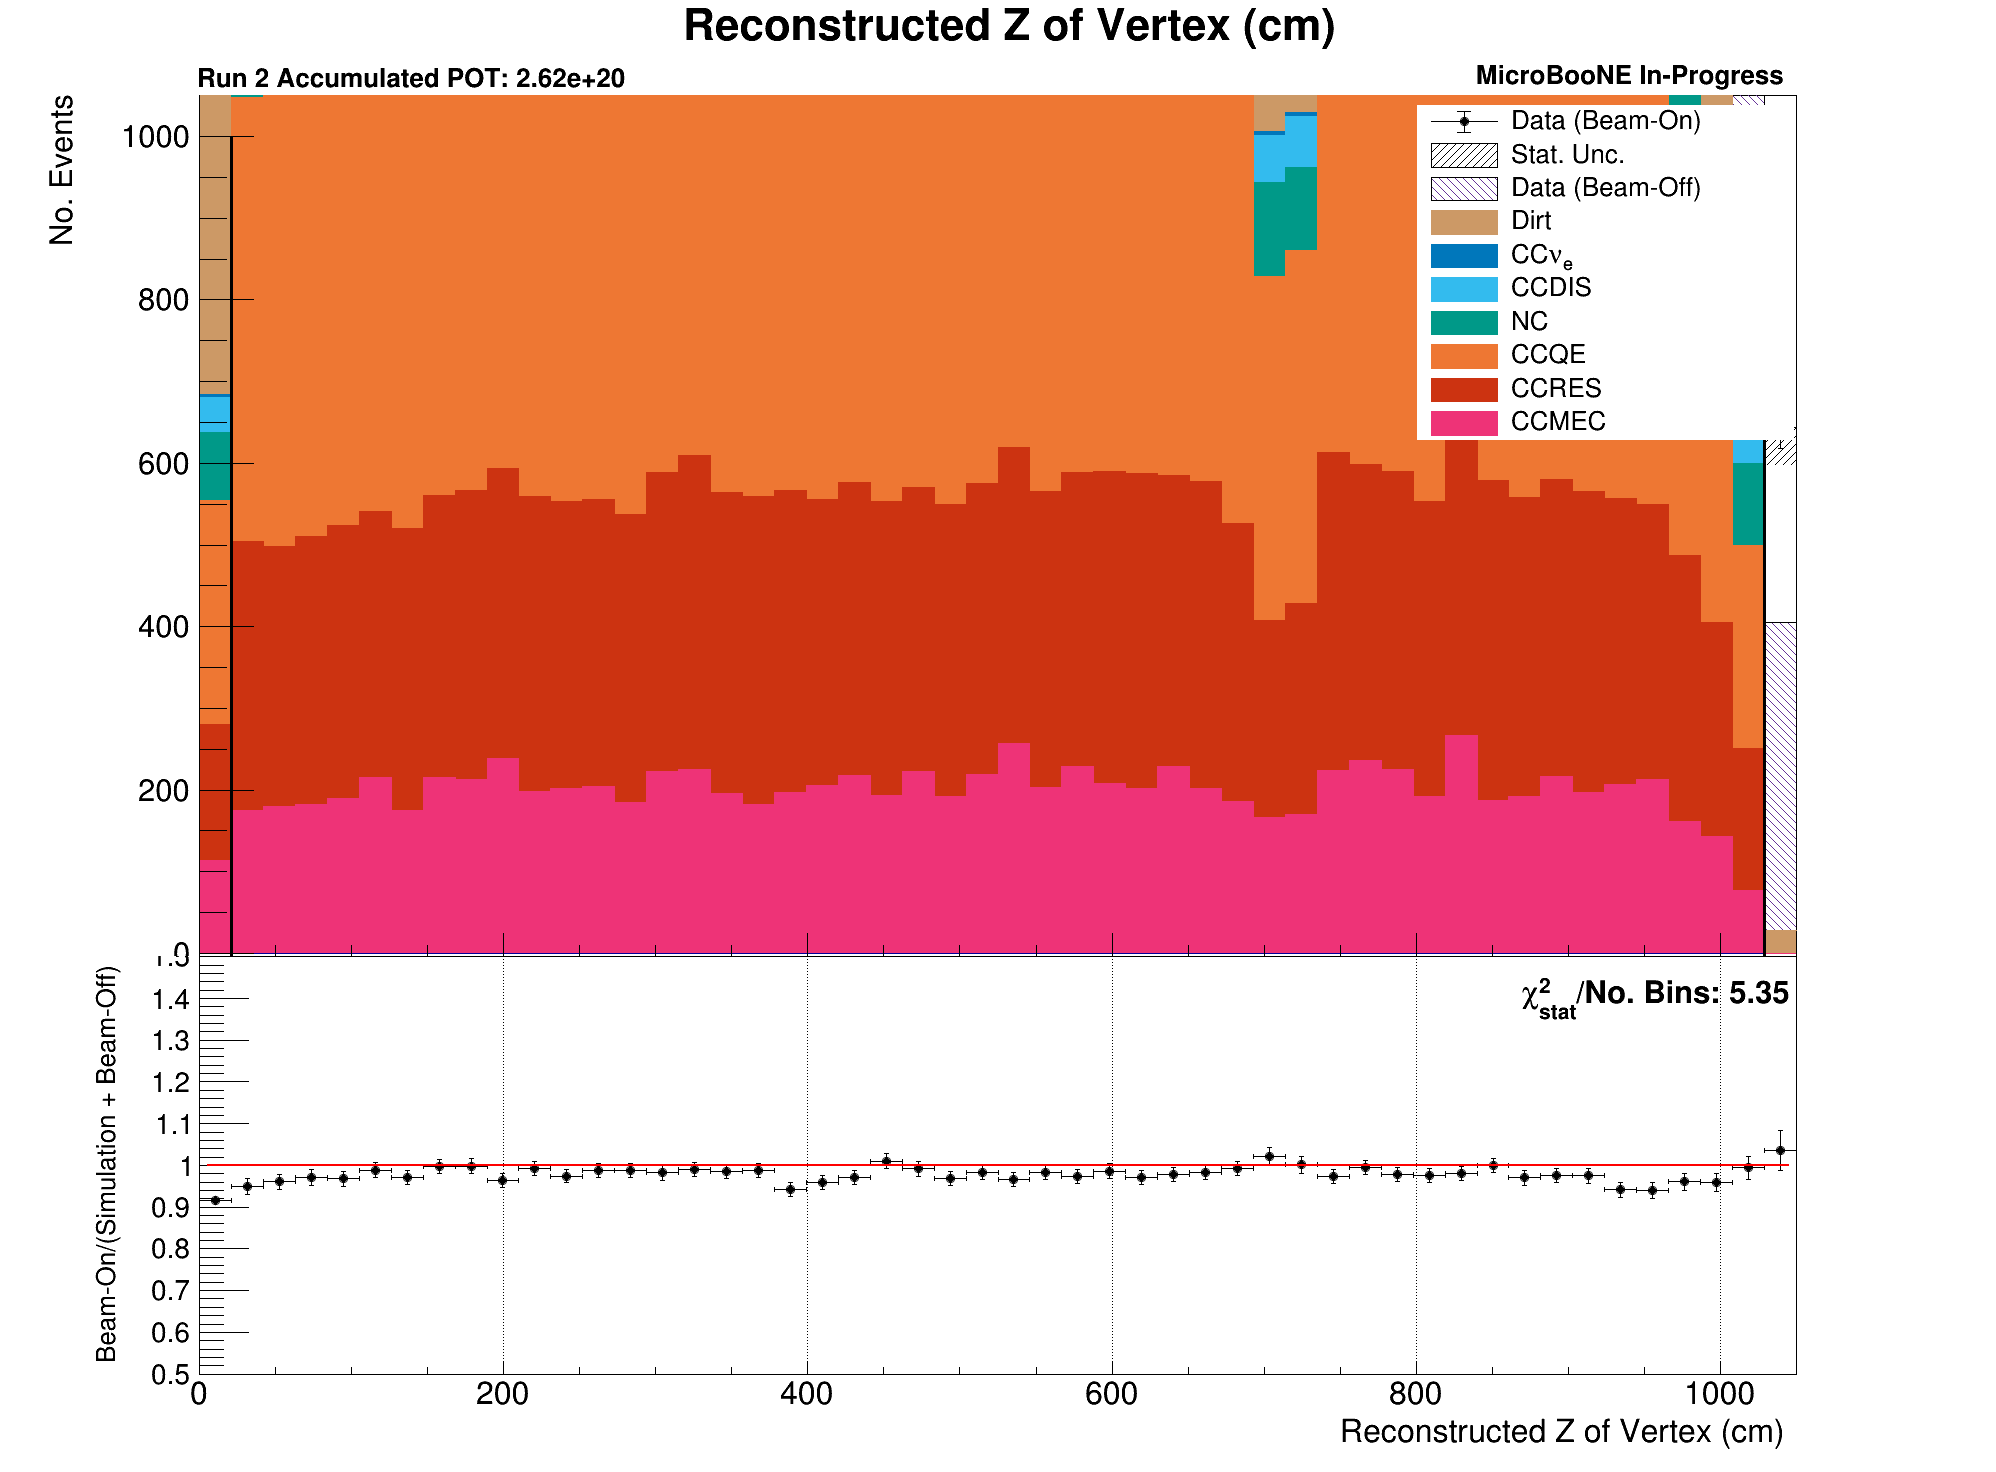 Reconstructed Z of Vertex (cm)
Run 2 Accumulated POT: 2.62e+20
MicroBooNE In-Progress
No. Events
1000
800
600
400
200
0
Data (Beam-On)
Stat. Unc.
Data (Beam-Off)
Dirt
CCνe
CCDIS
NC
CCQE
CCRES
CCMEC
Beam-On/(Simulation + Beam-Off)
1.5
1.4
1.3
1.2
1.1
1
0.9
0.8
0.7
0.6
0.5
χ²stat/No. Bins: 5.35
0 200 400 600 800 1000
Reconstructed Z of Vertex (cm)